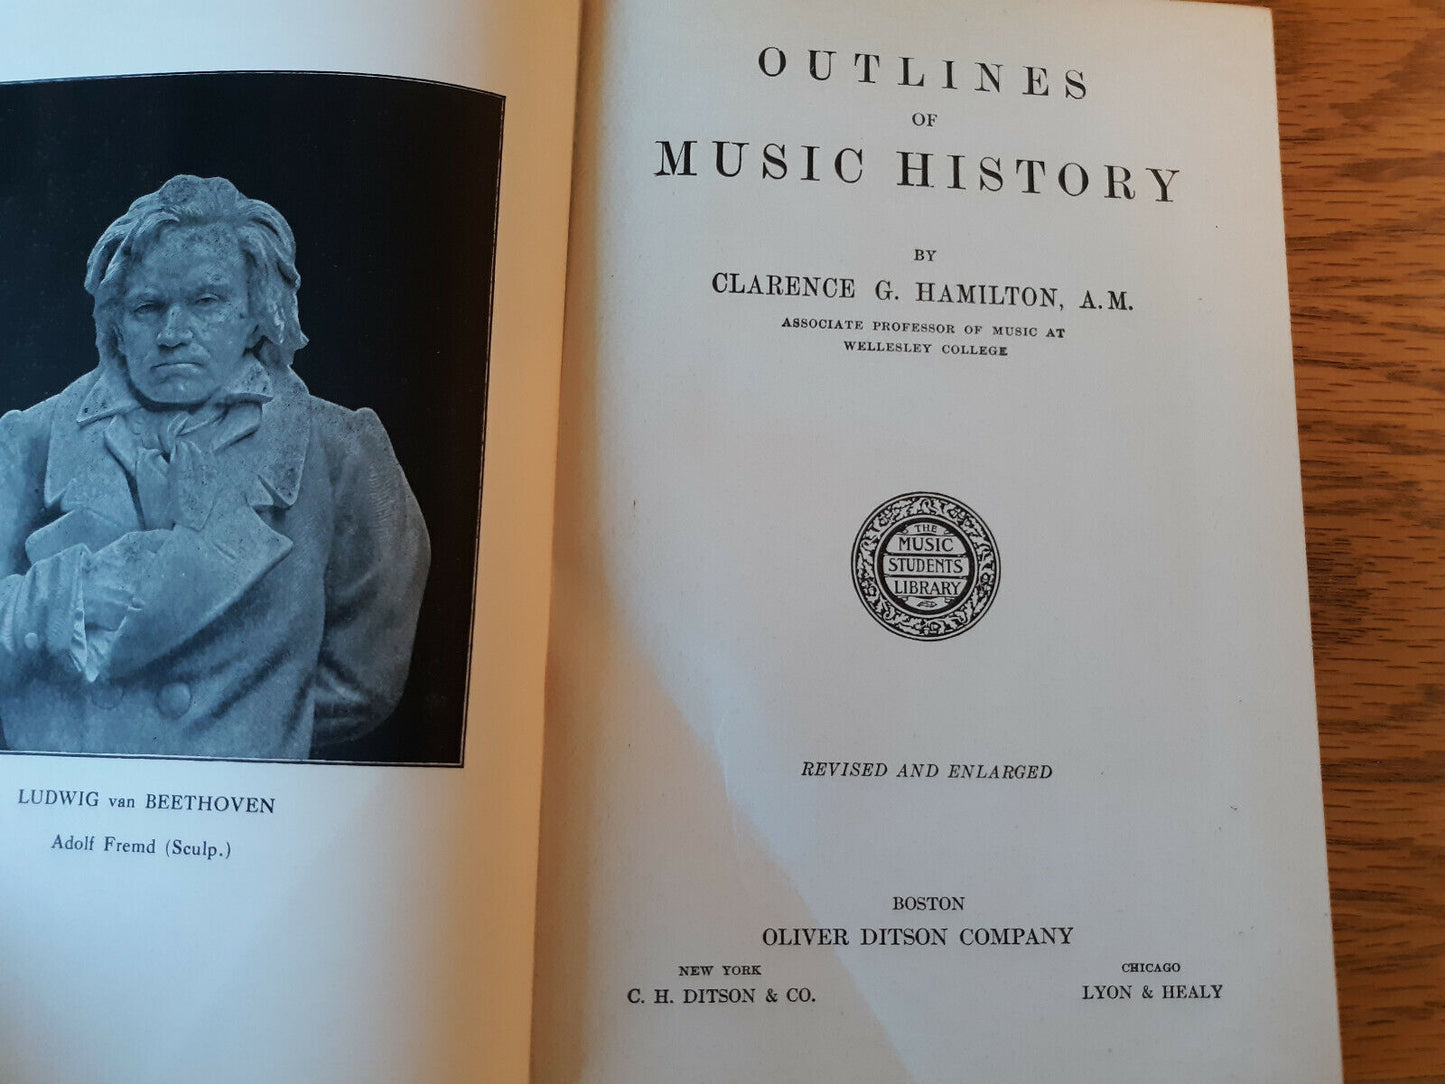 LUDWIG van BEETHOVEN
Adolf Fremd (Sculp.)
OUTLINES
OF
MUSIC HISTORY
BY
CLARENCE G. HAMILTON, A.M.
ASSOCIATE PROFESSOR OF MUSIC AT
WELLESLEY COLLEGE
THE
MUSIC
STUDENTS
LIBRARY
REVISED AND ENLARGED
BOSTON
OLIVER DITSON COMPANY
NEW YORK
C. H. DITSON & CO.
CHICAGO
LYON & HEALY